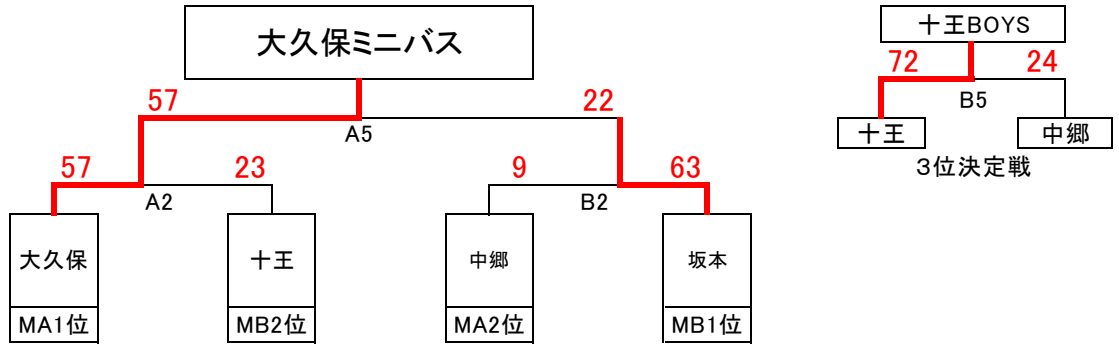 大久保ミニバス
57 22
A5
57 23 9 63
A2 B2
大久保 十王 中郷 坂本
MA1位 MB2位 MA2位 MB1位
十王BOYS
72 24
B5
十王 中郷
3位決定戦